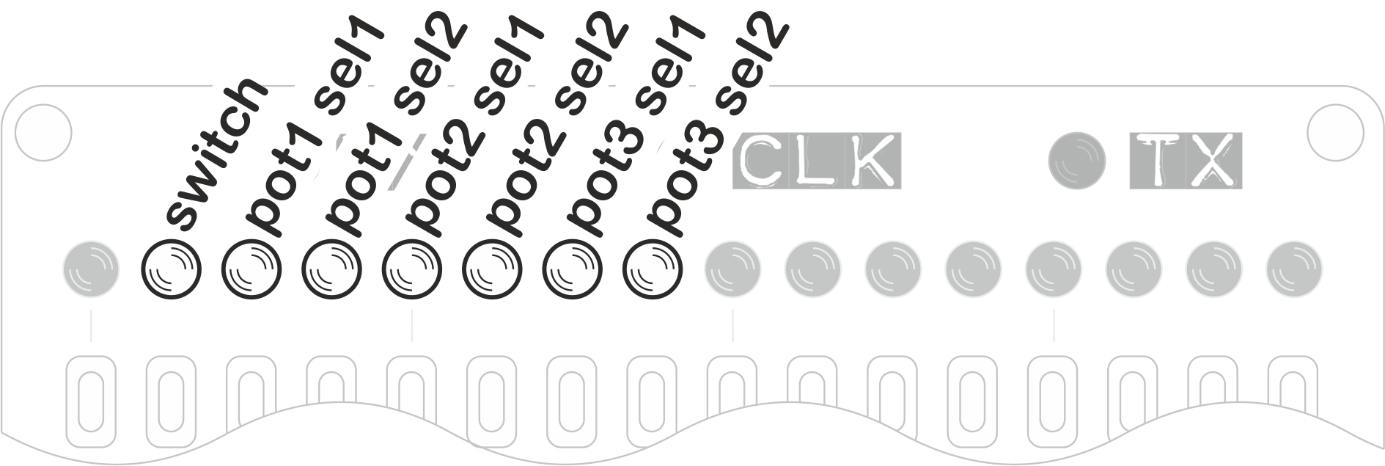 switch
pot1 sel1
pot1 sel2
pot2 sel1
pot2 sel2
pot3 sel1
pot3 sel2
CLK
TX